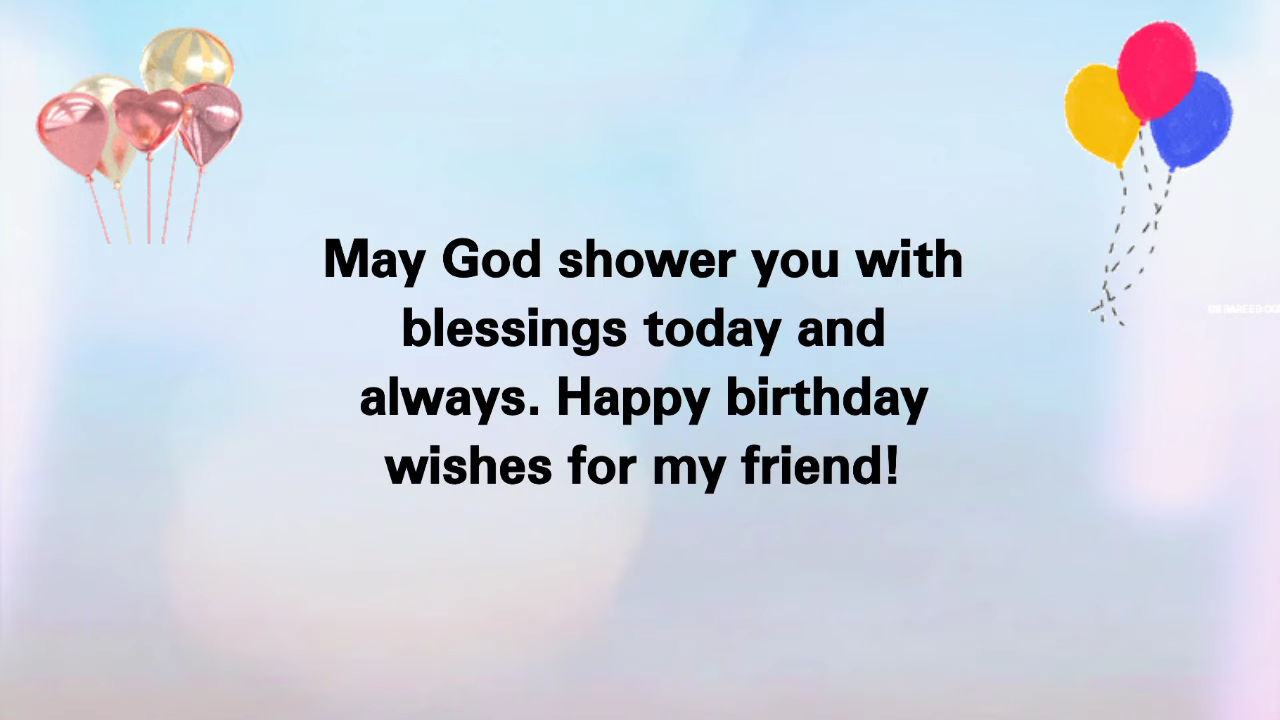 May God shower you with
blessings today and
always. Happy birthday
wishes for my friend!